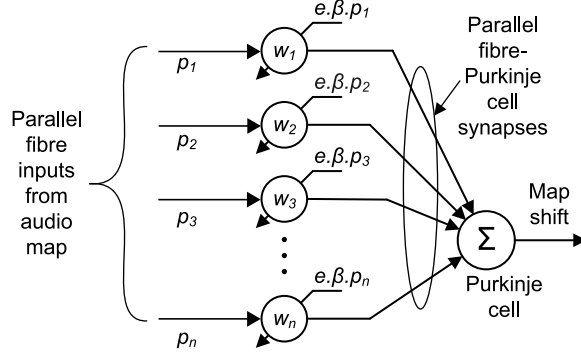 Parallel
fibre
inputs
from
audio
map
p1
w1
e.β.p1
p2
w2
e.β.p2
p3
w3
e.β.p3
pn
wn
e.β.pn
Parallel
fibre-
Purkinje
cell
synapses
Σ
Purkinje
cell
Map
shift